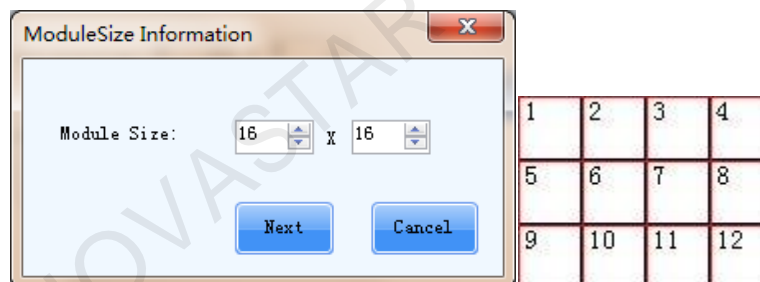 ModuleSize Information
Module Size: 16 X 16
Next Cancel
1 2 3 4
5 6 7 8
9 10 11 12
NOVASTAR